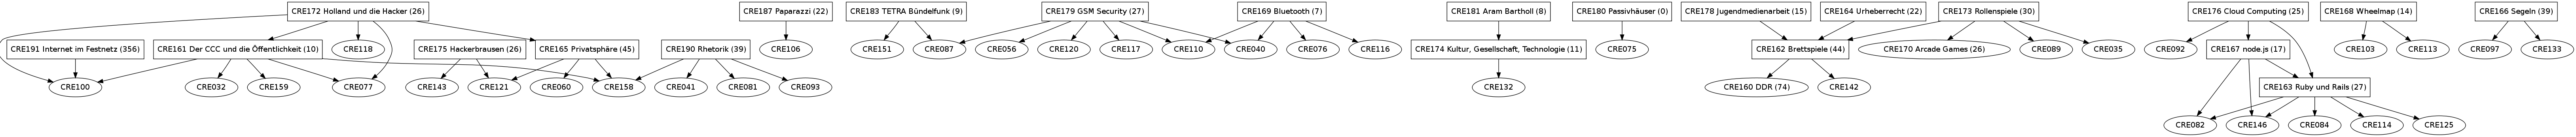 CRE172 Holland und die Hacker (26)
CRE187 Paparazzi (22)
CRE183 TETRA Bündelfunk (9)
CRE179 GSM Security (27)
CRE169 Bluetooth (7)
CRE181 Aram Bartholl (8)
CRE180 Passivhäuser (0)
CRE178 Jugendmedienarbeit (15)
CRE164 Urheberrecht (22)
CRE173 Rollenspiele (30)
CRE176 Cloud Computing (25)
CRE168 Wheelmap (14)
CRE166 Segeln (39)
CRE191 Internet im Festnetz (356)
CRE161 Der CCC und die Öffentlichkeit (10)
CRE118
CRE175 Hackerbrausen (26)
CRE165 Privatsphäre (45)
CRE190 Rhetorik (39)
CRE106
CRE151
CRE087
CRE056
CRE120
CRE117
CRE110
CRE040
CRE076
CRE116
CRE174 Kultur, Gesellschaft, Technologie (11)
CRE075
CRE162 Brettspiele (44)
CRE170 Arcade Games (26)
CRE089
CRE035
CRE092
CRE167 node.js (17)
CRE103
CRE113
CRE097
CRE133
CRE100
CRE032
CRE159
CRE077
CRE143
CRE121
CRE060
CRE158
CRE041
CRE081
CRE093
CRE132
CRE160 DDR (74)
CRE142
CRE163 Ruby und Rails (27)
CRE082
CRE146
CRE084
CRE114
CRE125